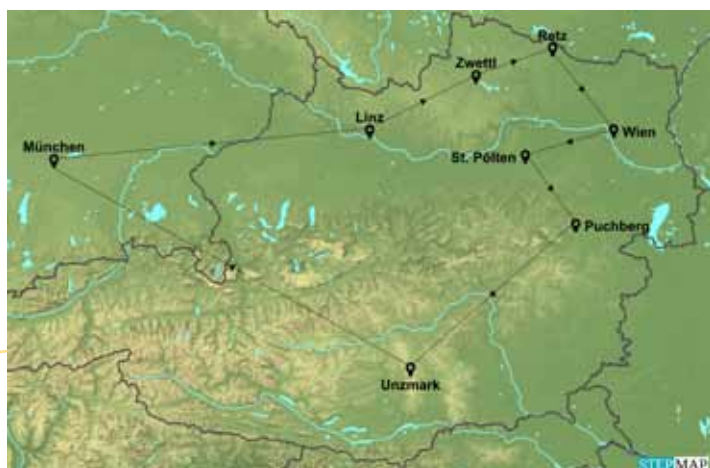 Retz
Zwettl
Linz
Wien
München
St. Pölten
Puchberg
Unzmark
STEPMAP